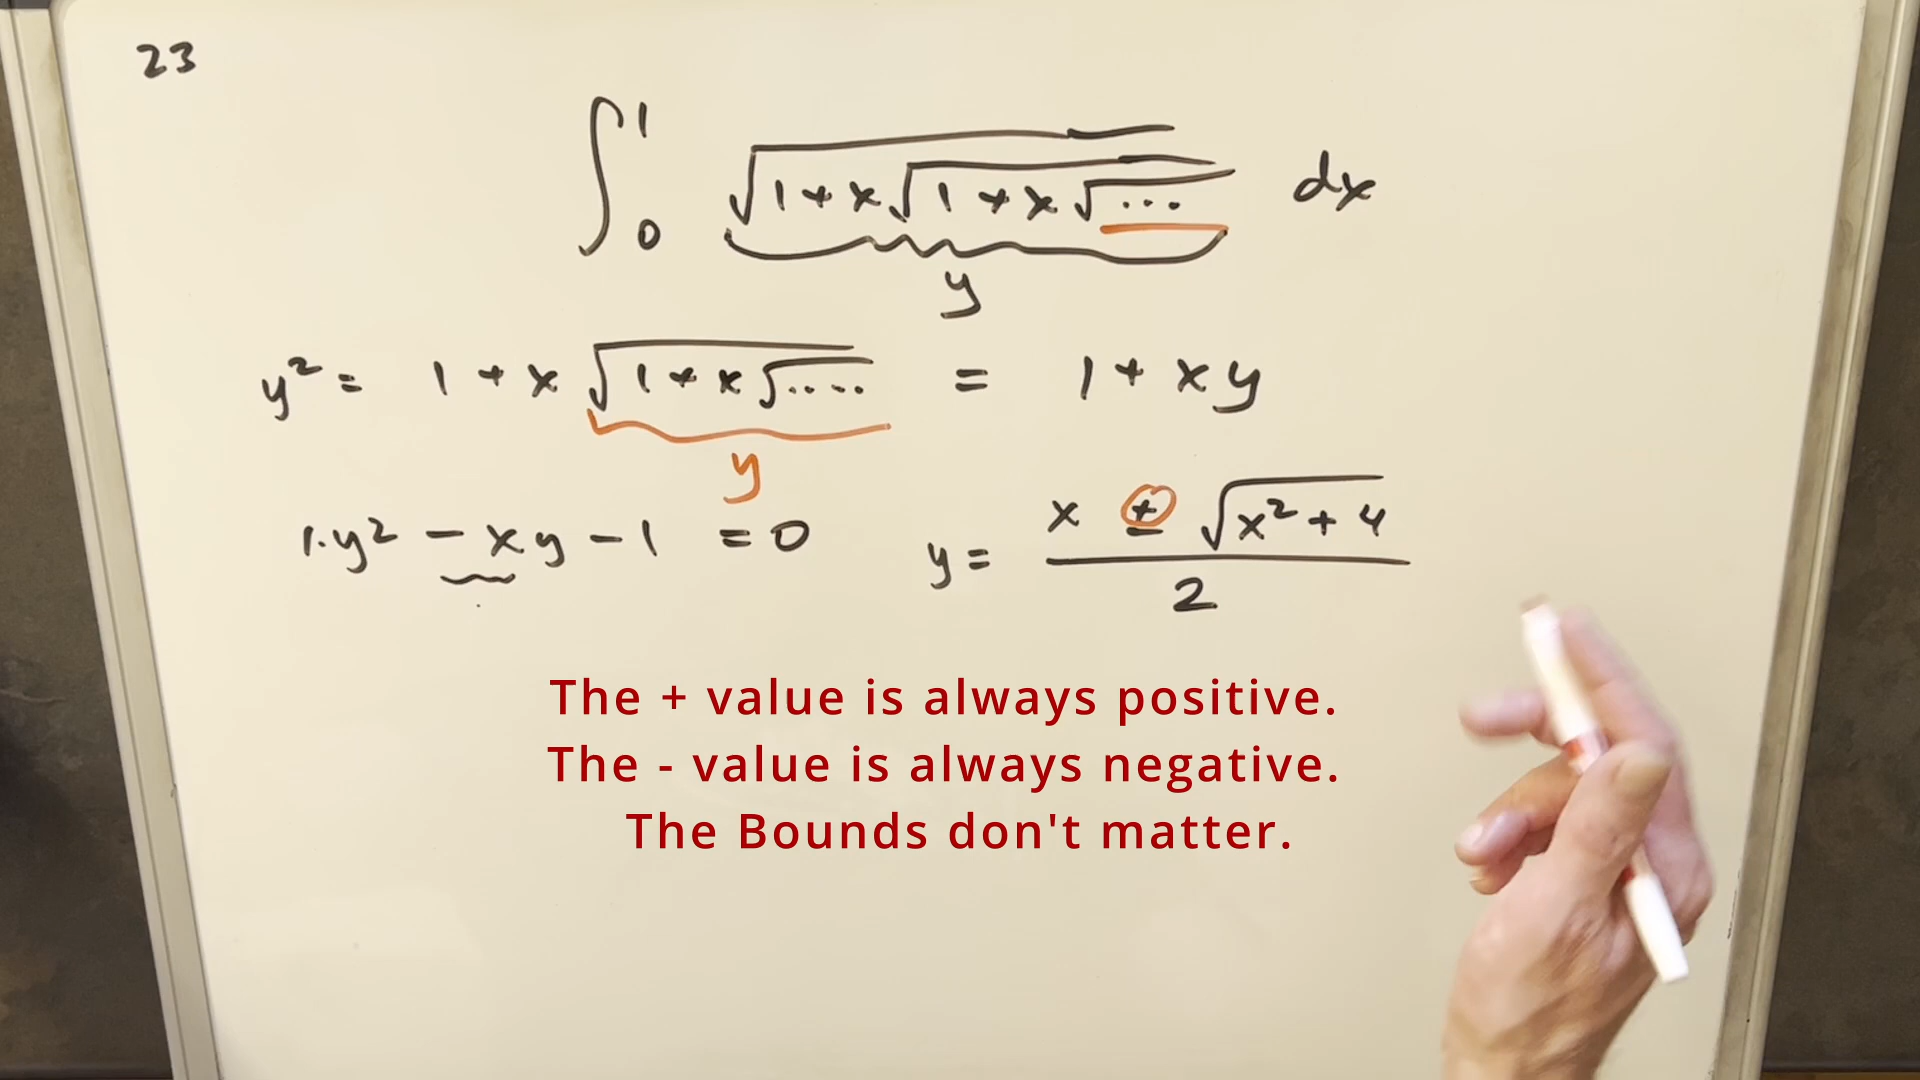 23
∫₀¹ √(1+x√(1+x√(...))) dx
y
y² = 1 + x √(1 + x √(....)) = 1 + xy
y
1·y² - xy - 1 = 0 y = (x ± √(x² + 4)) / 2
The + value is always positive.
The - value is always negative.
The Bounds don't matter.